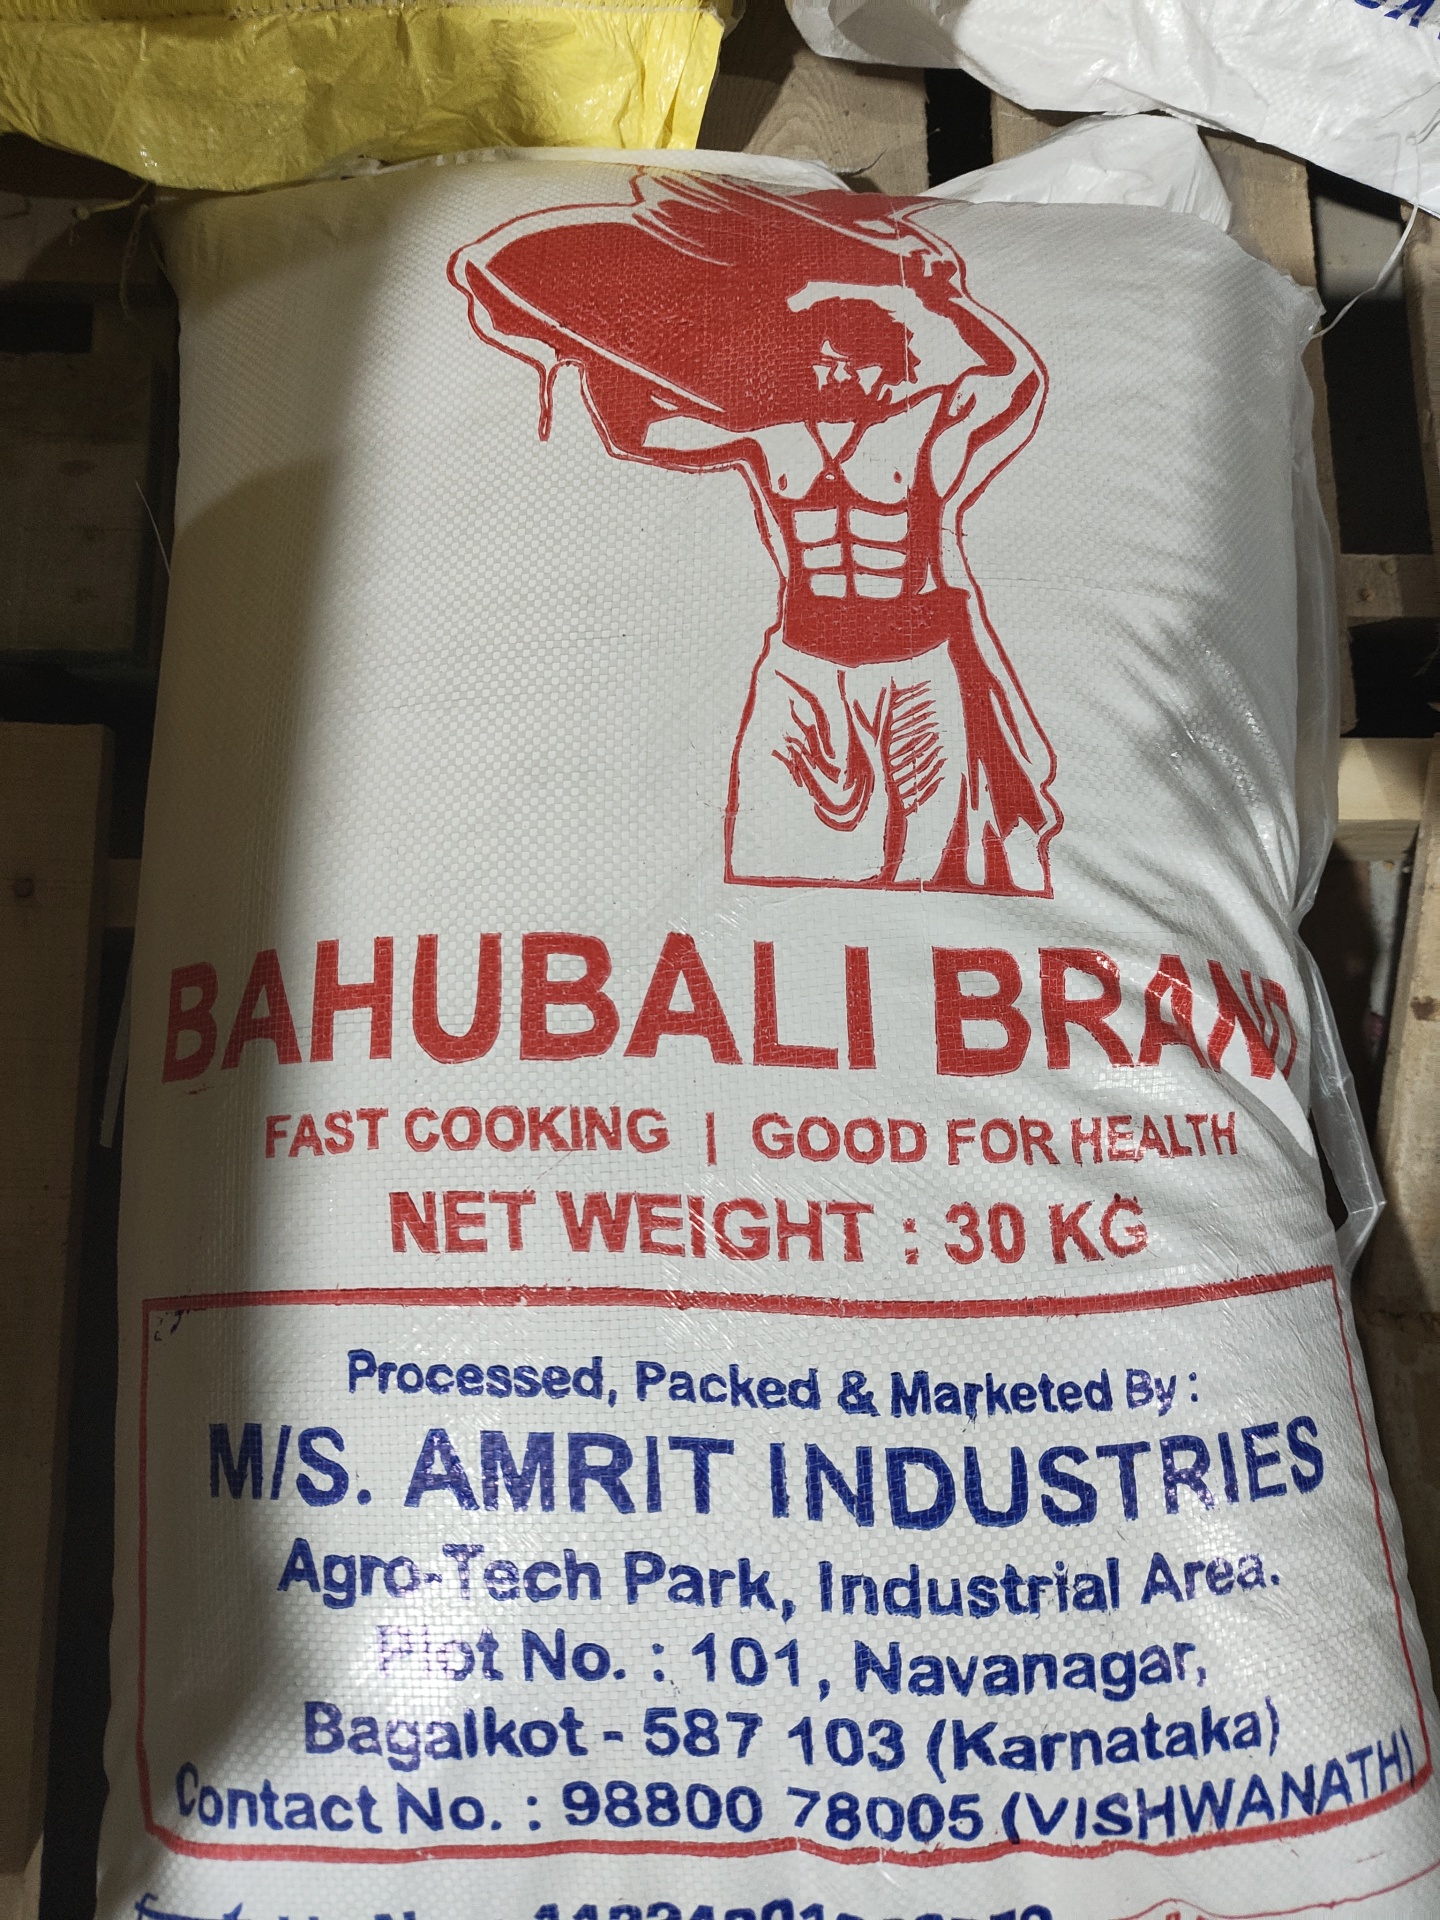 BAHUBALI BRAND
FAST COOKING | GOOD FOR HEALTH
NET WEIGHT : 30 KG
Processed, Packed & Marketed By :
M/S. AMRIT INDUSTRIES
Agro-Tech Park, Industrial Area.
Plot No. : 101, Navanagar,
Bagalkot - 587 103 (Karnataka)
Contact No. : 98800 78005 (VISHWANATH)